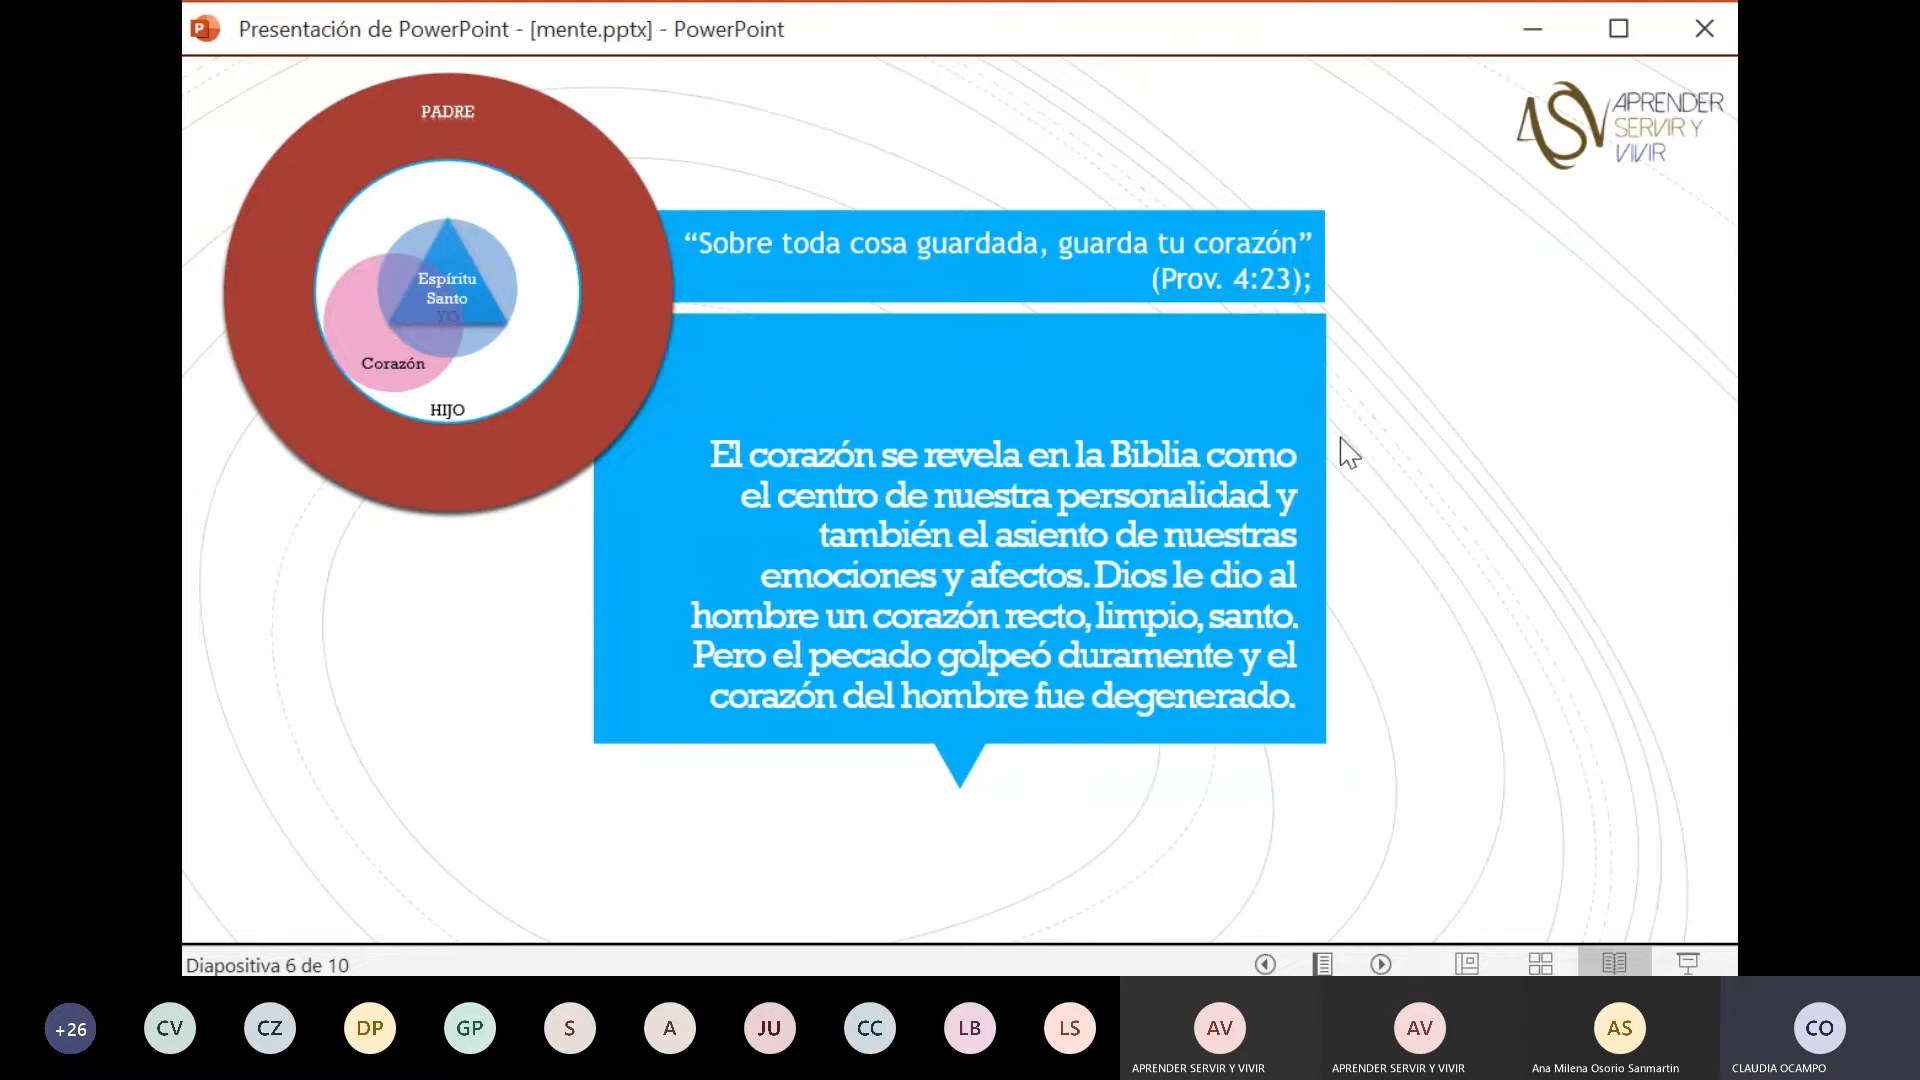 Presentación de PowerPoint - [mente.pptx] - PowerPoint
PADRE
APRENDER
SERVIR Y
VIVIR
ASV
“Sobre toda cosa guardada, guarda tu corazón”
(Prov. 4:23);
Espíritu
Santo
YO
Corazón
HIJO
El corazón se revela en la Biblia como
el centro de nuestra personalidad y
también el asiento de nuestras
emociones y afectos. Dios le dio al
hombre un corazón recto, limpio, santo.
Pero el pecado golpeó duramente y el
corazón del hombre fue degenerado.
Diapositiva 6 de 10
+26
CV
CZ
DP
GP
S
A
JU
CC
LB
LS
AV
AV
AS
CO
APRENDER SERVIR Y VIVIR
APRENDER SERVIR Y VIVIR
Ana Milena Osorio Sanmartin
CLAUDIA OCAMPO